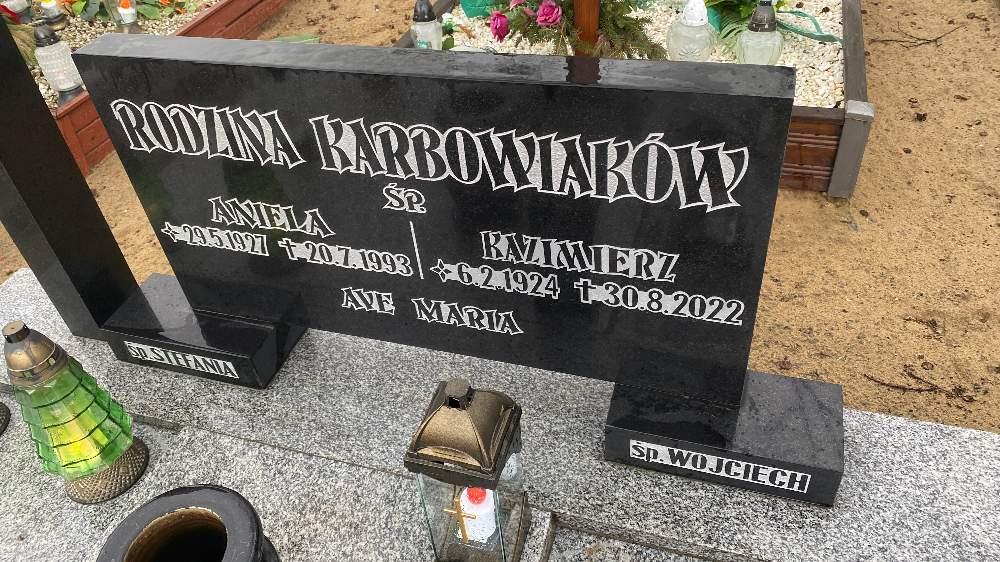 RODZINA KARBOWIAKÓW
ŚP.
ANIELA
✧29.5.1927 ✝20.7.1993
KAZIMIERZ
✧6.2.1924 ✝30.8.2022
AVE MARIA
ŚP. STEFANIA
ŚP. WOJCIECH